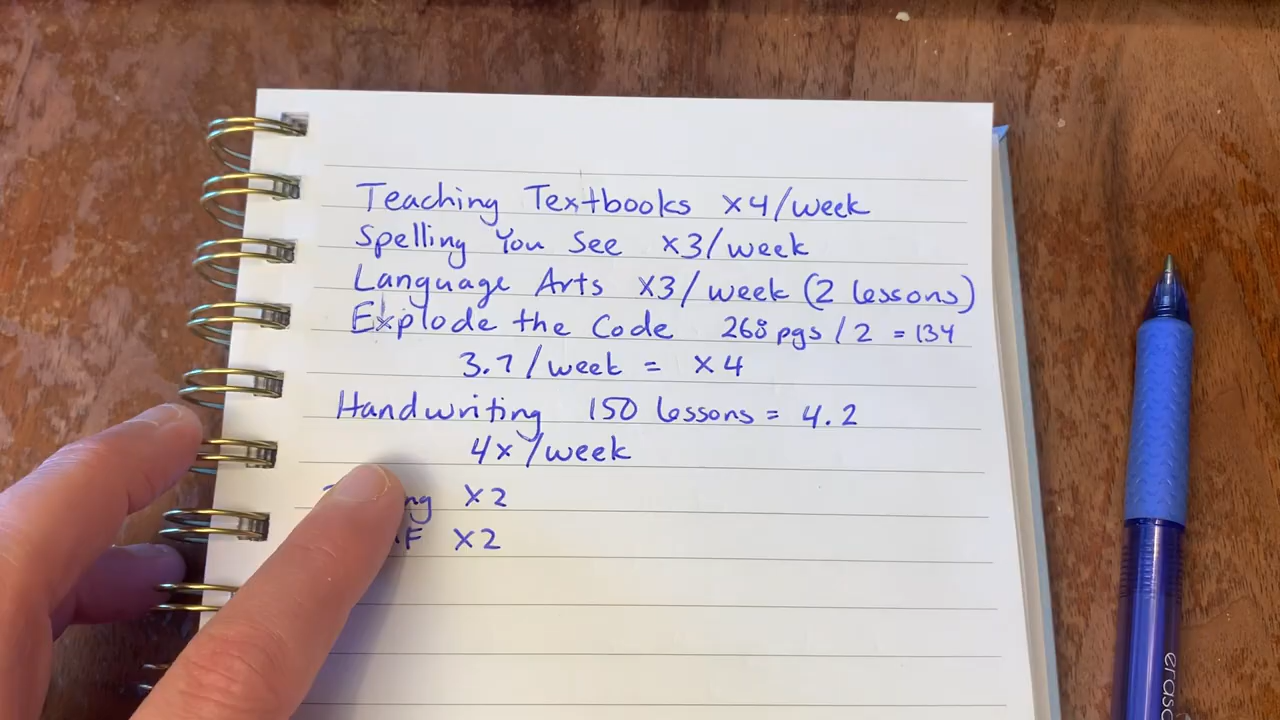 Teaching Textbooks x4/week
Spelling You See x3/week
Language Arts x3/week (2 lessons)
Explode the Code 268 pgs / 2 = 134
3.7/week = x4
Handwriting 150 lessons = 4.2
4x/week
x2
x2